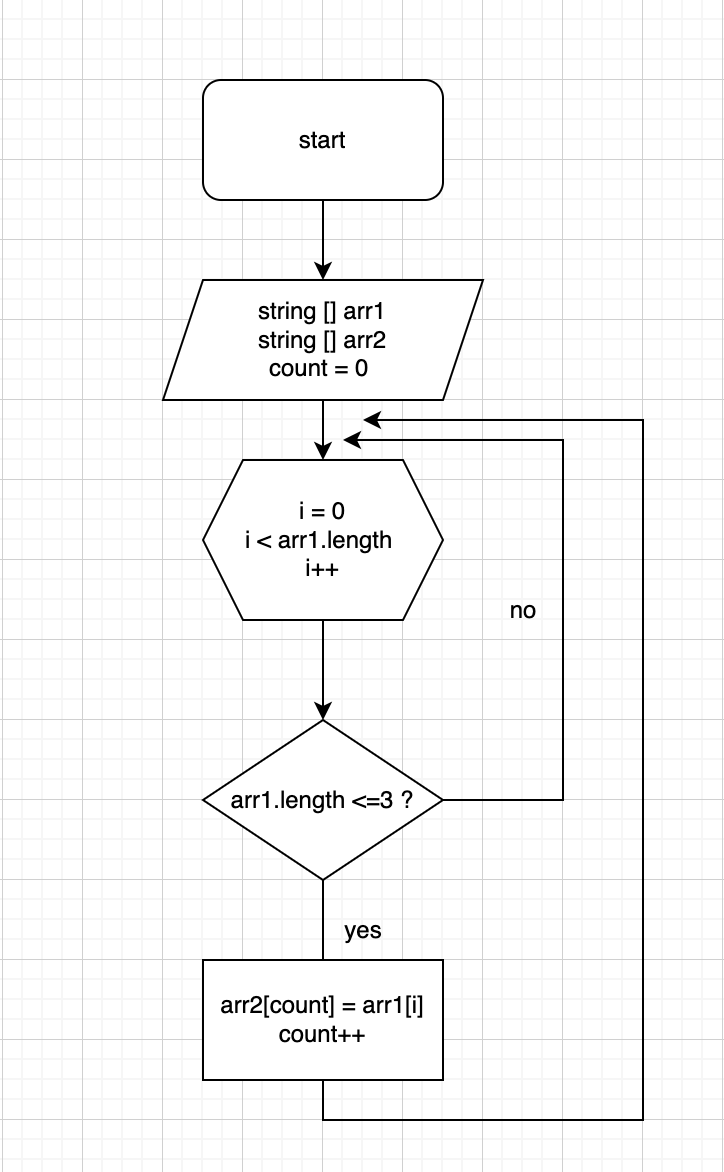 start
string [] arr1
string [] arr2
count = 0
i = 0
i < arr1.length
i++
no
arr1.length <=3 ?
yes
arr2[count] = arr1[i]
count++